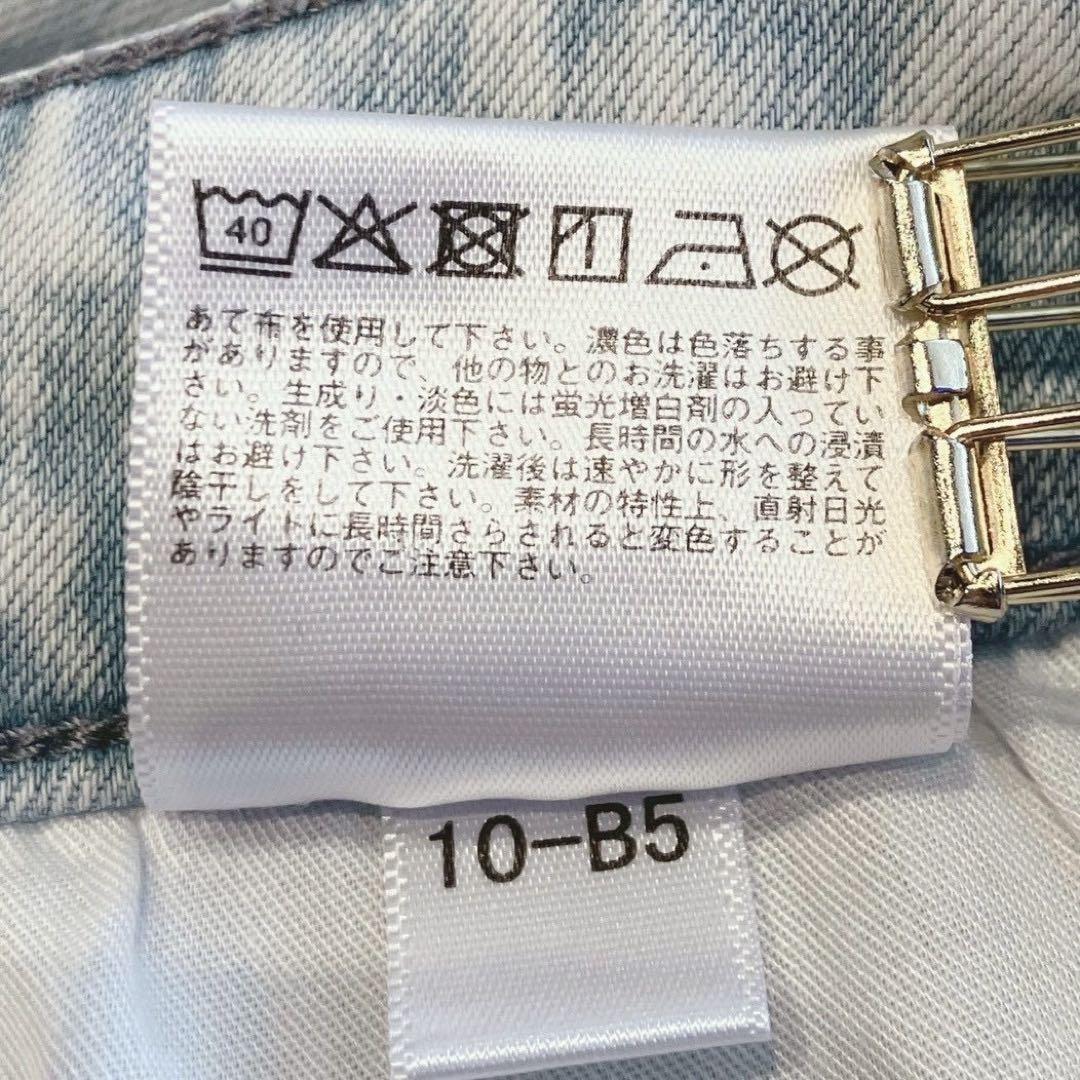 40
あて布を使用して下さい。濃色は色落ちする事
がありますので、他の物とのお洗濯はお避け下
さい。生成り・淡色には蛍光増白剤の入ってい
ない洗剤をご使用下さい。長時間の水への浸漬
はお避け下さい。洗濯後は速やかに形を整えて
陰干しをして下さい。素材の特性上、直射日光
やライトに長時間さらされると変色することが
ありますのでご注意下さい。
10-B5